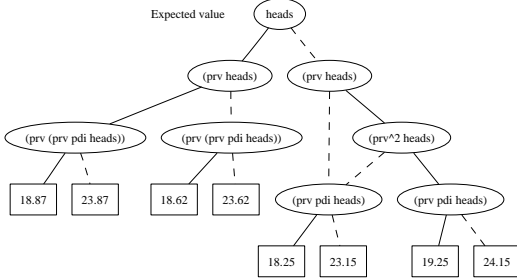 Expected value
heads
(prv heads)
(prv heads)
(prv (prv pdi heads))
(prv (prv pdi heads))
(prv^2 heads)
18.87
23.87
18.62
23.62
(prv pdi heads)
(prv pdi heads)
18.25
23.15
19.25
24.15